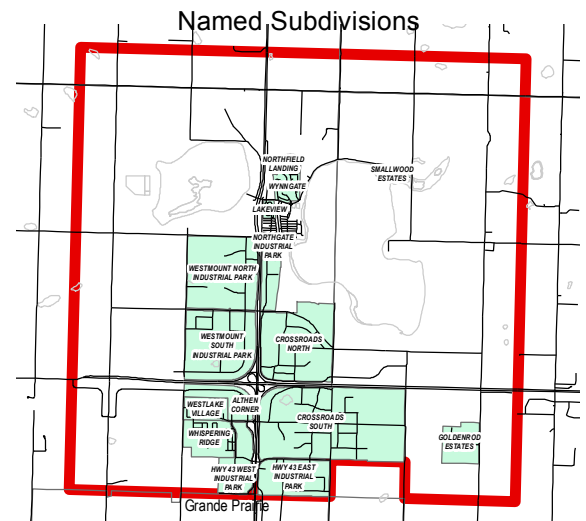 Named Subdivisions
NORTHFIELD
LANDING
WYNNGATE
SMALLWOOD
ESTATES
LAKEVIEW
NORTHGATE
INDUSTRIAL
PARK
WESTMOUNT NORTH
INDUSTRIAL PARK
WESTMOUNT
SOUTH
INDUSTRIAL PARK
CROSSROADS
NORTH
WESTLAKE
VILLAGE
ALTHEN
CORNER
CROSSROADS
SOUTH
WHISPERING
RIDGE
GOLDENROD
ESTATES
HWY 43 WEST
INDUSTRIAL
PARK
HWY 43 EAST
INDUSTRIAL
PARK
Grande Prairie